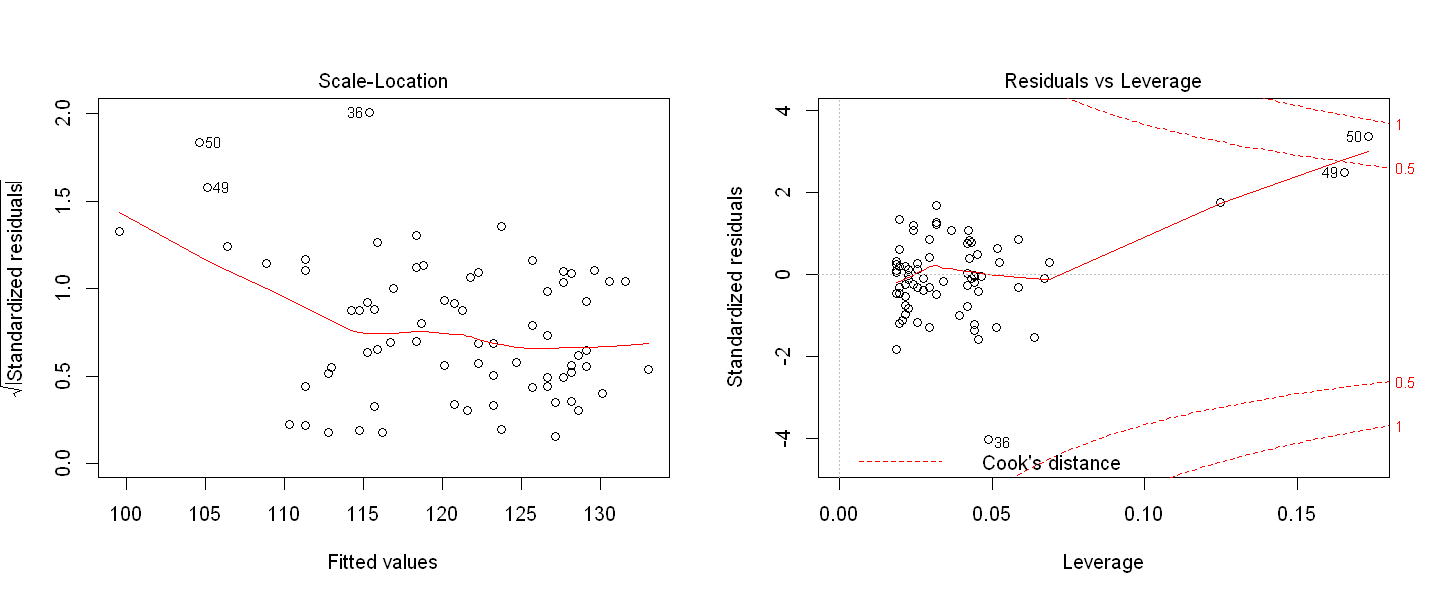 Scale-Location
√|Standardized residuals|
2.0
1.5
1.0
0.5
0.0
36
50
49
100 105 110 115 120 125 130
Fitted values
Residuals vs Leverage
Standardized residuals
4
2
0
-2
-4
1
50
0.5
49
0.5
1
36
Cook's distance
0.00 0.05 0.10 0.15
Leverage